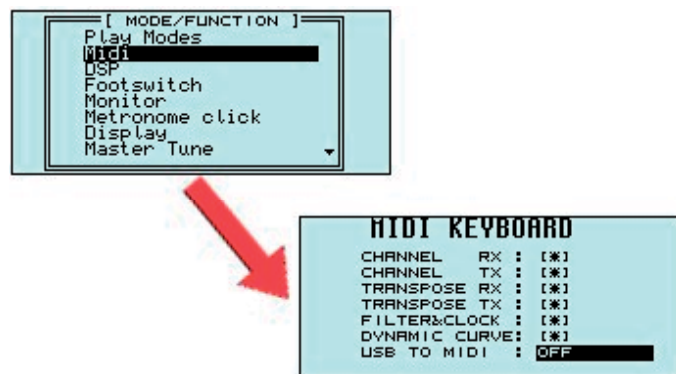 [ MODE/FUNCTION ]
Play Modes
Midi
DSP
Footswitch
Monitor
Metronome click
Display
Master Tune
MIDI KEYBOARD
CHANNEL RX : [*]
CHANNEL TX : [*]
TRANSPOSE RX : [*]
TRANSPOSE TX : [*]
FILTER&CLOCK : [*]
DYNAMIC CURVE: [*]
USB TO MIDI : OFF